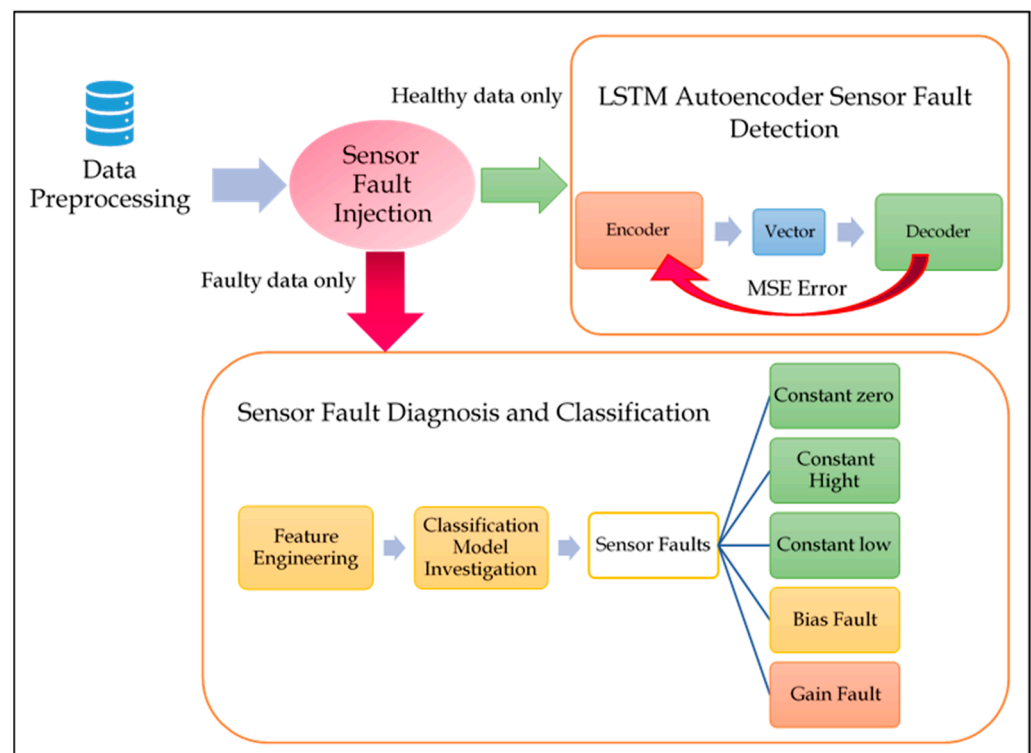 Data
Preprocessing
Sensor
Fault
Injection
Healthy data only
Faulty data only
LSTM Autoencoder Sensor Fault
Detection
Encoder
Vector
Decoder
MSE Error
Sensor Fault Diagnosis and Classification
Feature
Engineering
Classification
Model
Investigation
Sensor Faults
Constant zero
Constant
Hight
Constant low
Bias Fault
Gain Fault